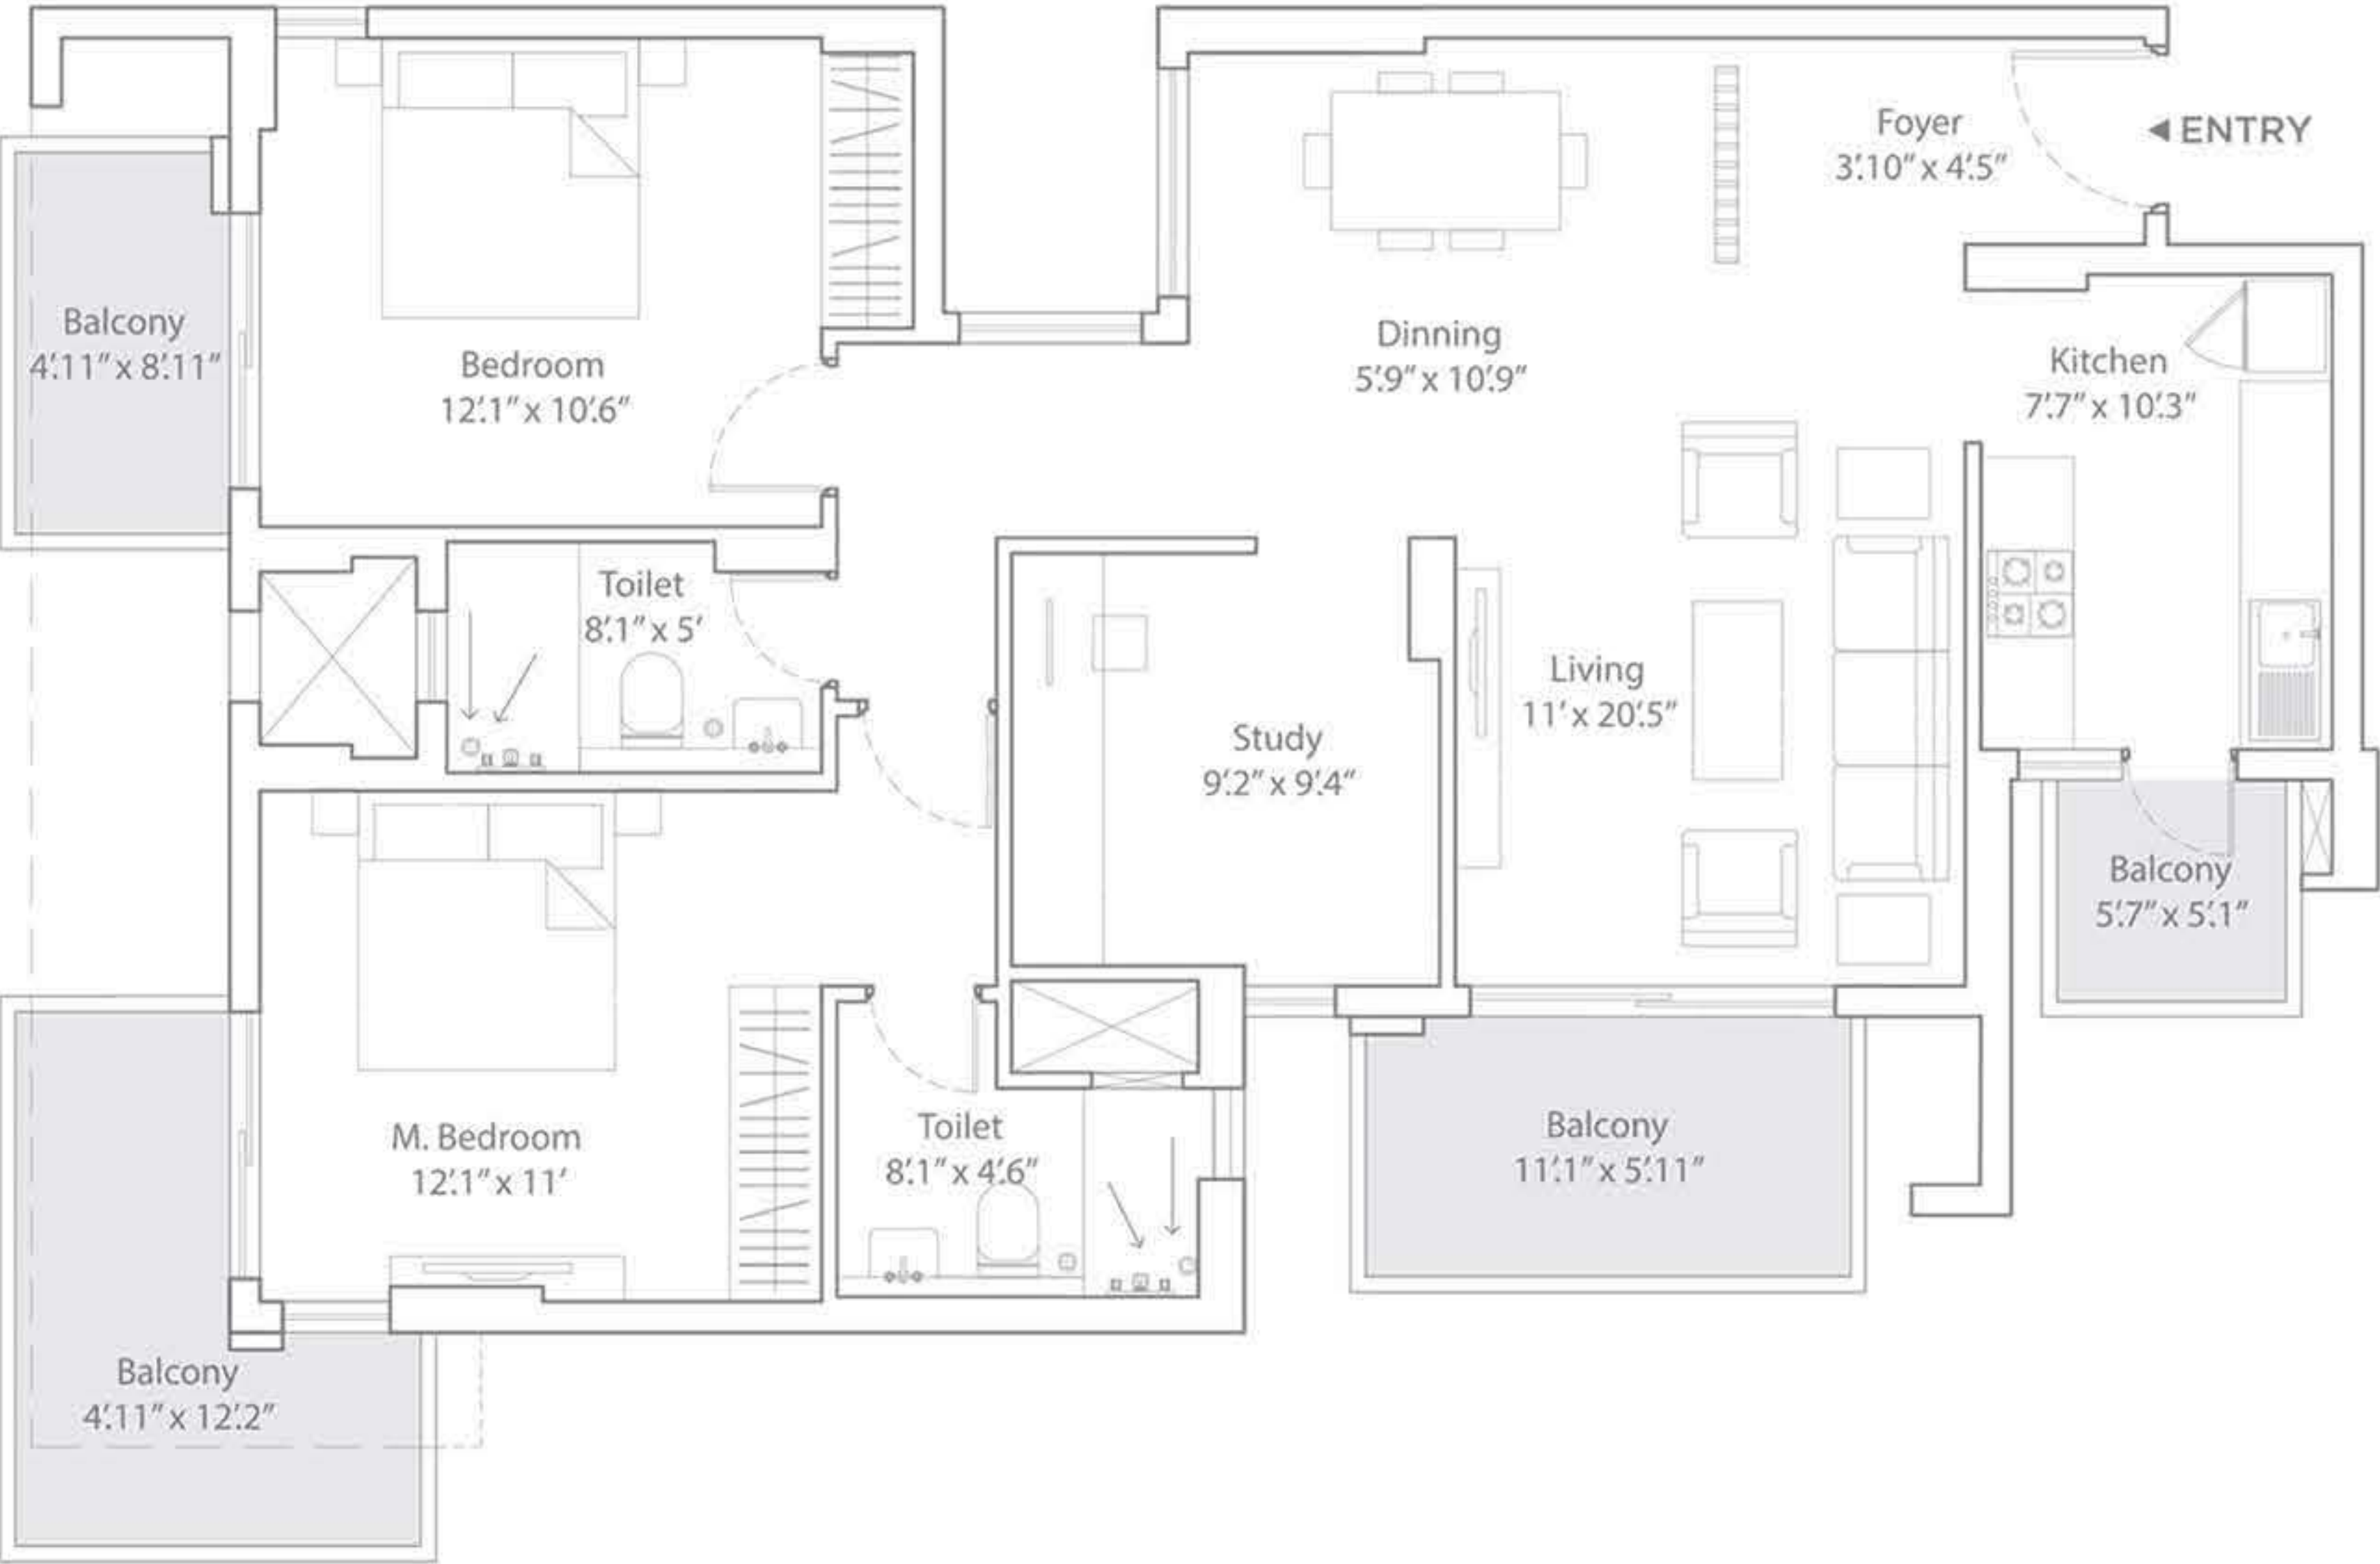 Foyer
3'.10" x 4'.5"
◀ ENTRY
Balcony
4'.11" x 8'.11"
Bedroom
12'.1" x 10'.6"
Dinning
5'.9" x 10'.9"
Kitchen
7'.7" x 10'.3"
Toilet
8'.1" x 5'
Study
9'.2" x 9'.4"
Living
11' x 20'.5"
Balcony
5'.7" x 5'.1"
M. Bedroom
12'.1" x 11'
Toilet
8'.1" x 4'.6"
Balcony
11'.1" x 5'.11"
Balcony
4'.11" x 12'.2"